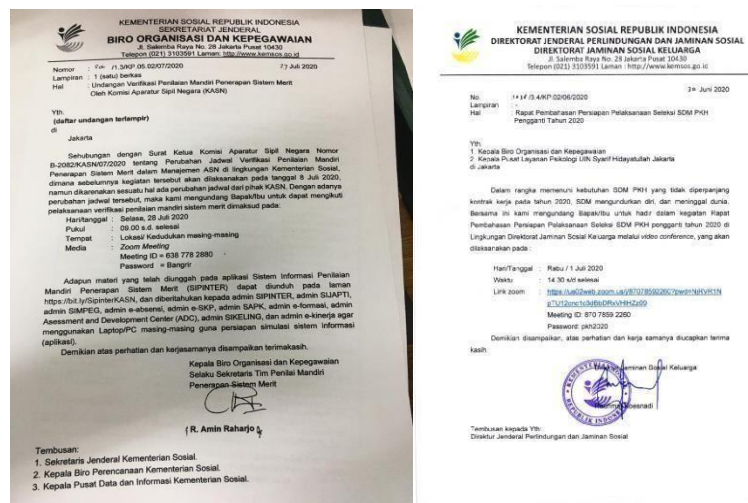 KEMENTERIAN SOSIAL REPUBLIK INDONESIA
SEKRETARIAT JENDERAL
BIRO ORGANISASI DAN KEPEGAWAIAN
Jl. Salemba Raya No. 28 Jakarta Pusat 10430
Telepon (021) 3103591 Laman: http://www.kemsos.go.id
Nomor : /1.3/KP.05.02/07/2020 23 Juli 2020
Lampiran : 1 (satu) berkas
Hal : Undangan Verifikasi Penilaian Mandiri Penerapan Sistem Merit
Oleh Komisi Aparatur Sipil Negara (KASN)
Yth.
(daftar undangan terlampir)
di
Jakarta
Sehubungan dengan Surat Ketua Komisi Aparatur Sipil Negara Nomor
B-2082/KASN/07/2020 tentang Perubahan Jadwal Verifikasi Penilaian Mandiri
Penerapan Sistem Merit dalam Manajemen ASN di lingkungan Kementerian Sosial,
dimana sebelumnya kegiatan tersebut akan dilaksanakan pada tanggal 8 Juli 2020,
namun dikarenakan sesuatu hal ada perubahan jadwal dari pihak KASN. Dengan adanya
perubahan jadwal tersebut, maka kami mengundang Bapak/Ibu untuk dapat mengikuti
pelaksanaan verifikasi penilaian mandiri sistem merit dimaksud pada:
Hari/tanggal : Selasa, 28 Juli 2020
Pukul : 09.00 s.d. selesai
Tempat : Lokasi/ Kedudukan masing-masing
Media : Zoom Meeting
Meeting ID = 638 778 2880
Password = Bangrir
Adapun materi yang telah diunggah pada aplikasi Sistem Informasi Penilaian
Mandiri Penerapan Sistem Merit (SIPINTER) dapat diunduh pada laman
https://bit.ly/SipinterKASN, dan diberitahukan kepada admin SIPINTER, admin SIJAPTI,
admin SIMPEG, admin e-absensi, admin e-SKP, admin SAPK, admin e-formasi, admin
Asessment and Development Center (ADC), admin SIKELING, dan admin e-kinerja agar
menggunakan Laptop/PC masing-masing guna persiapan simulasi sistem informasi
(aplikasi).
Demikian atas perhatian dan kerjasamanya disampaikan terimakasih.
Kepala Biro Organisasi dan Kepegawaian
Selaku Sekretaris Tim Penilai Mandiri
Penerapan Sistem Merit
R. Amin Raharjo
Tembusan:
1. Sekretaris Jenderal Kementerian Sosial.
2. Kepala Biro Perencanaan Kementerian Sosial.
3. Kepala Pusat Data dan Informasi Kementerian Sosial.
KEMENTERIAN SOSIAL REPUBLIK INDONESIA
DIREKTORAT JENDERAL PERLINDUNGAN DAN JAMINAN SOSIAL
DIREKTORAT JAMINAN SOSIAL KELUARGA
Jl. Salemba Raya No. 28 Jakarta Pusat 10430
Telepon (021) 3103591 Laman : http://www.kemsos.go.id
30 Juni 2020
No : /3.4/KP.02/06/2020
Lampiran : -
Hal : Rapat Pembahasan Persiapan Pelaksanaan Seleksi SDM PKH
Pengganti Tahun 2020
Yth
1. Kepala Biro Organisasi dan Kepegawaian
2. Kepala Pusat Layanan Psikologi UIN Syarif Hidayatullah Jakarta
di Jakarta
Dalam rangka memenuhi kebutuhan SDM PKH yang tidak diperpanjang
kontrak kerja pada tahun 2020, SDM mengundurkan diri, dan meninggal dunia.
Bersama ini kami mengundang Bapak/Ibu untuk hadir dalam kegiatan Rapat
Pembahasan Persiapan Pelaksanaan Seleksi SDM PKH pengganti tahun 2020 di
Lingkungan Direktorat Jaminan Sosial Keluarga melalui video conference, yang akan
dilaksanakan pada :
Hari/Tanggal : Rabu / 1 Juli 2020
Waktu : 14.30 s/d selesai
Link zoom :
Meeting ID: 870 7859 2260
Password: pkh2020
Demikian disampaikan, atas perhatian dan kerja samanya diucapkan terima
kasih.
Jaminan Sosial Keluarga
REPUBLIK INDONESIA
Tembusan kepada Yth:
Direktur Jenderal Perlindungan dan Jaminan Sosial